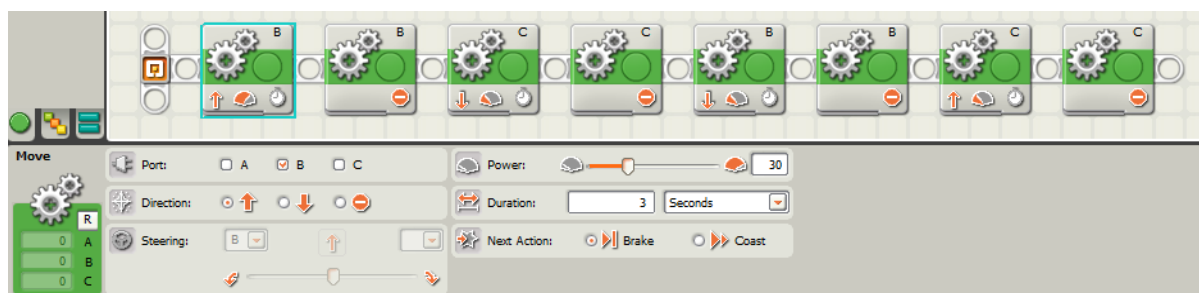 B B C C B B C C
Move
Port: A B C
Power: 30
Direction:
Duration: 3 Seconds
R
Steering: B
Next Action: Brake Coast
0 A
0 B
0 C